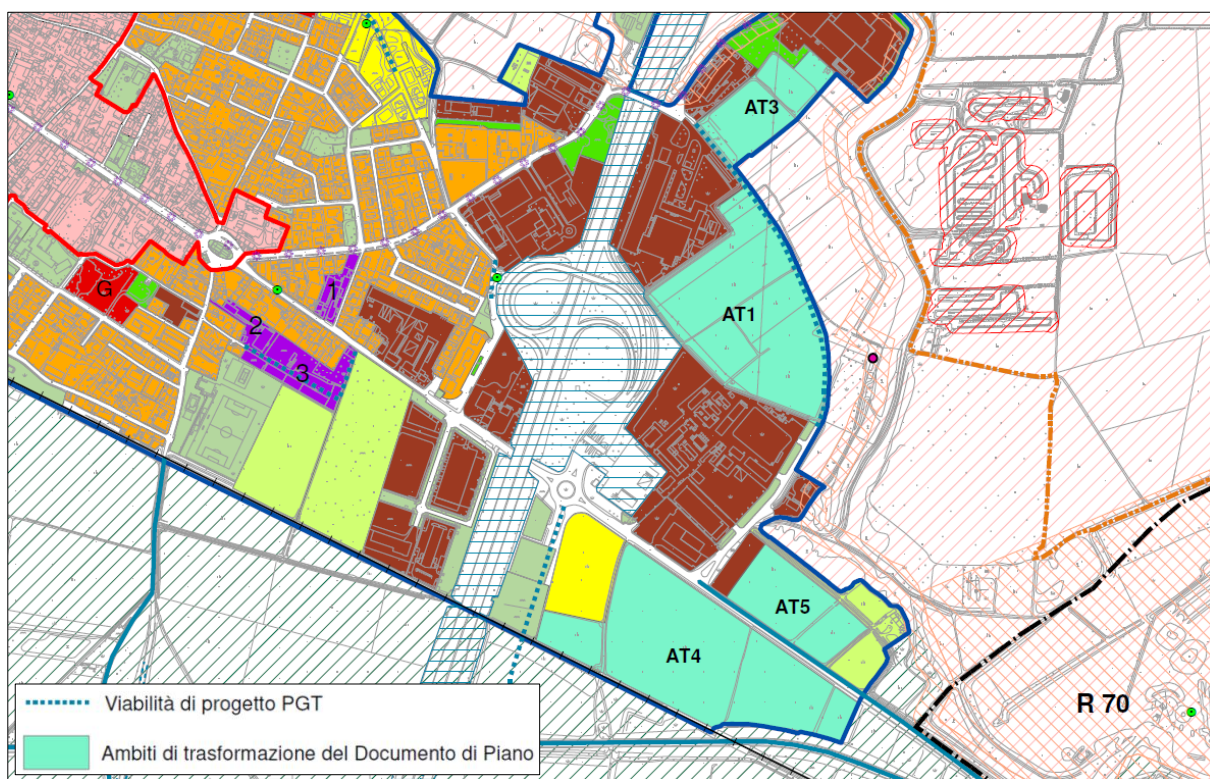 AT3
AT1
G
1
2
3
AT5
AT4
R 70
Viabilità di progetto PGT
Ambiti di trasformazione del Documento di Piano